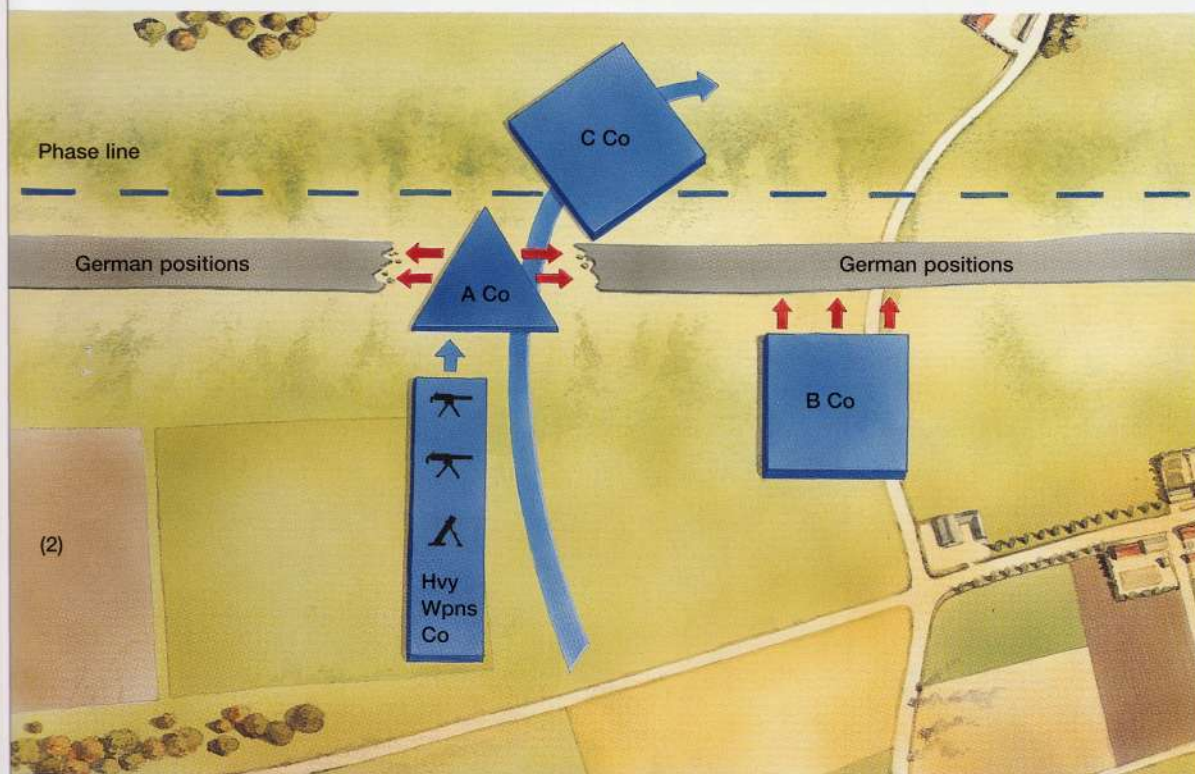 C Co
Phase line
German positions
German positions
A Co
B Co
(2)
Hvy
Wpns
Co